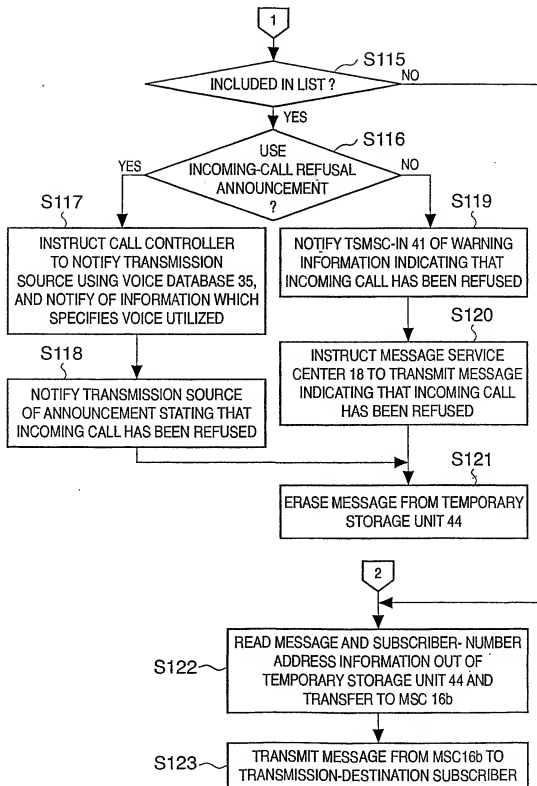 1
S115
INCLUDED IN LIST ?
NO
YES
S116
USE
INCOMING-CALL REFUSAL
ANNOUNCEMENT
?
YES
NO
S117
INSTRUCT CALL CONTROLLER
TO NOTIFY TRANSMISSION
SOURCE USING VOICE DATABASE 35,
AND NOTIFY OF INFORMATION WHICH
SPECIFIES VOICE UTILIZED
S119
NOTIFY TSMSC-IN 41 OF WARNING
INFORMATION INDICATING THAT
INCOMING CALL HAS BEEN REFUSED
S118
NOTIFY TRANSMISSION SOURCE
OF ANNOUNCEMENT STATING THAT
INCOMING CALL HAS BEEN REFUSED
S120
INSTRUCT MESSAGE SERVICE
CENTER 18 TO TRANSMIT MESSAGE
INDICATING THAT INCOMING CALL
HAS BEEN REFUSED
S121
ERASE MESSAGE FROM TEMPORARY
STORAGE UNIT 44
2
S122
READ MESSAGE AND SUBSCRIBER-NUMBER
ADDRESS INFORMATION OUT OF
TEMPORARY STORAGE UNIT 44 AND
TRANSFER TO MSC 16b
S123
TRANSMIT MESSAGE FROM MSC16b TO
TRANSMISSION-DESTINATION SUBSCRIBER